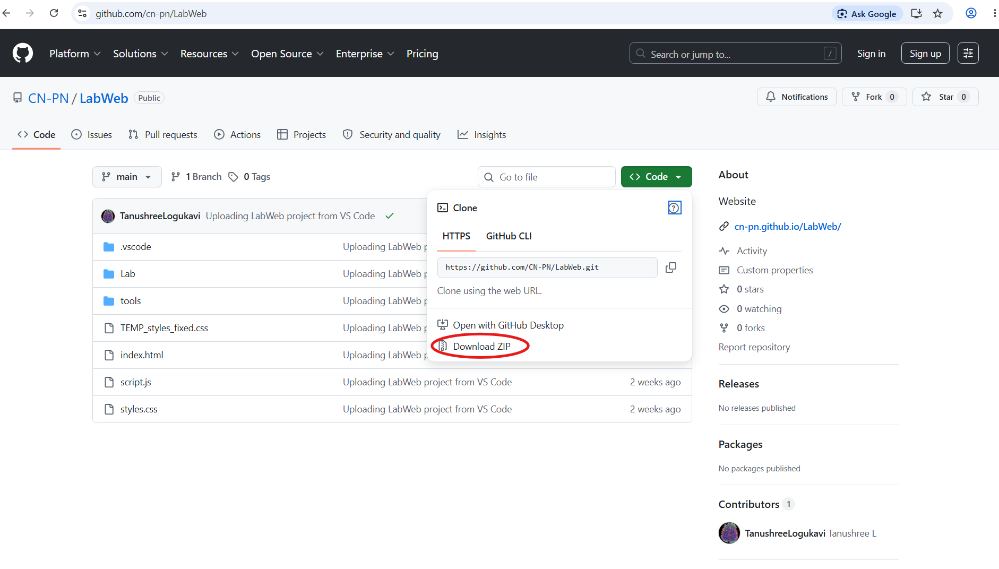 github.com/cn-pn/LabWeb
Ask Google
Platform
Solutions
Resources
Open Source
Enterprise
Pricing
Search or jump to...
/
Sign in
Sign up
CN-PN / LabWeb
Public
Notifications
Fork 0
Star 0
Code
Issues
Pull requests
Actions
Projects
Security and quality
Insights
main
1 Branch
0 Tags
Go to file
Code
TanushreeLogukavi Uploading LabWeb project from VS Code
.vscode Uploading LabWeb p
Lab Uploading LabWeb p
tools Uploading LabWeb p
TEMP_styles_fixed.css Uploading LabWeb p
index.html Uploading LabWeb p
script.js Uploading LabWeb project from VS Code 2 weeks ago
styles.css Uploading LabWeb project from VS Code 2 weeks ago
Clone
HTTPS
GitHub CLI
https://github.com/CN-PN/LabWeb.git
Clone using the web URL.
Open with GitHub Desktop
Download ZIP
About
Website
cn-pn.github.io/LabWeb/
Activity
Custom properties
0 stars
0 watching
0 forks
Report repository
Releases
No releases published
Packages
No packages published
Contributors 1
TanushreeLogukavi Tanushree L